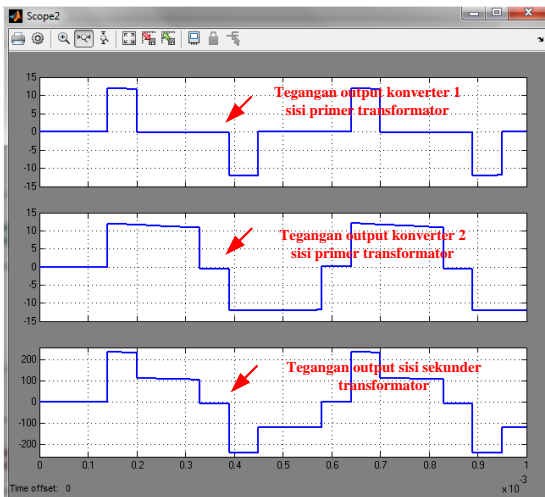 Scope2
15
10
5
0
-5
-10
-15
Tegangan output konverter 1
sisi primer transformator
15
10
5
0
-5
-10
-15
Tegangan output konverter 2
sisi primer transformator
200
100
0
-100
-200
Tegangan output sisi sekunder
transformator
0 0.1 0.2 0.3 0.4 0.5 0.6 0.7 0.8 0.9 1
x 10 -3
Time offset: 0